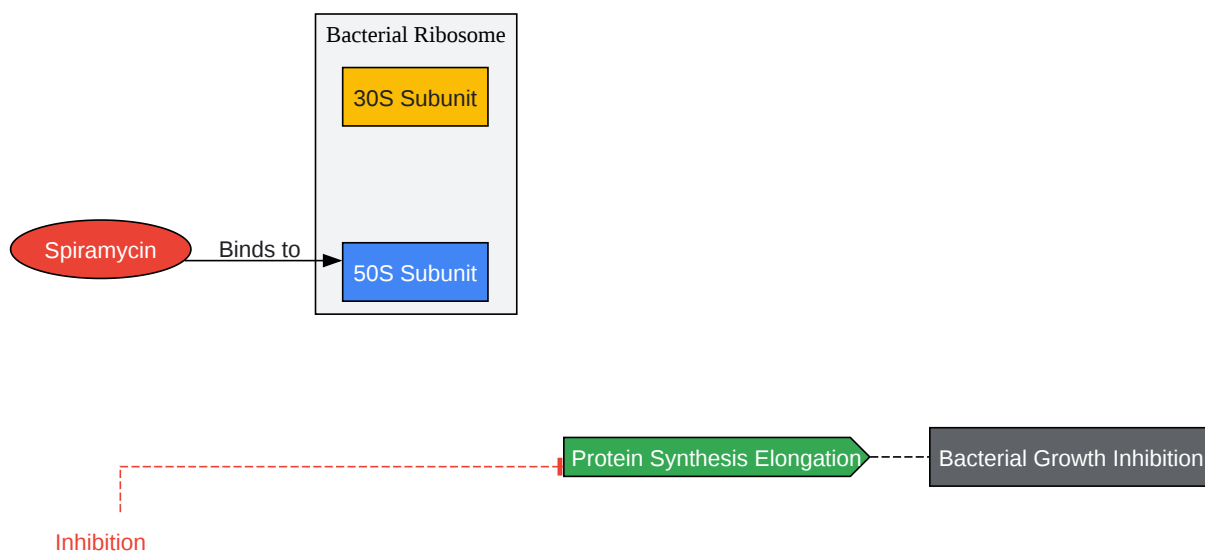 Bacterial Ribosome
30S Subunit
Spiramycin
Binds to
50S Subunit
Protein Synthesis Elongation
Bacterial Growth Inhibition
Inhibition